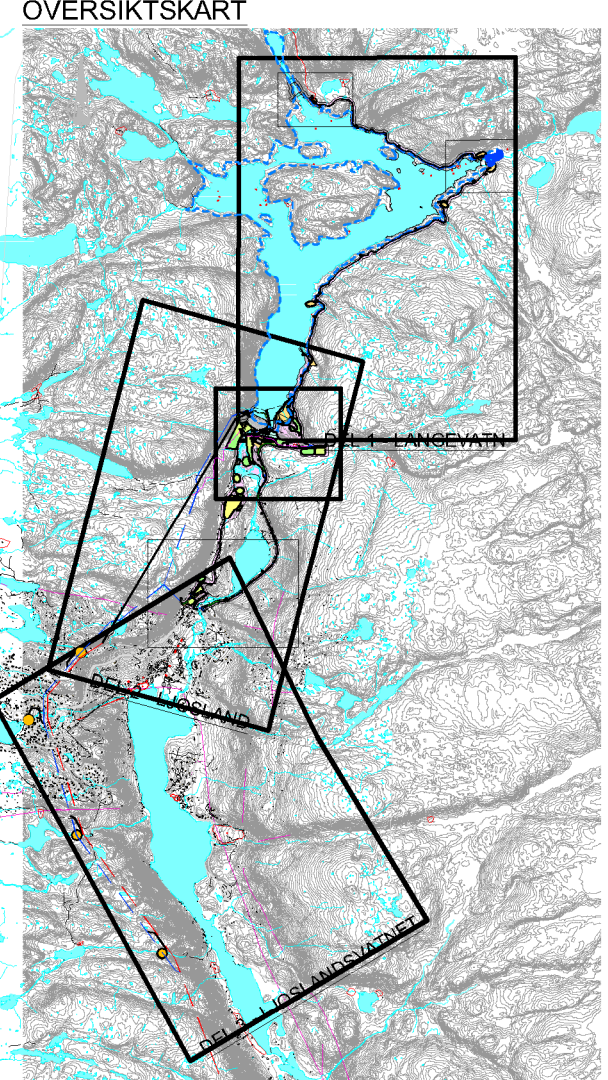 OVERSIKTSKART
DEL 1 - LANGEVATN
DEL 2 - LJOSLAND
DEL 3 - LJOSLANDSVATNET